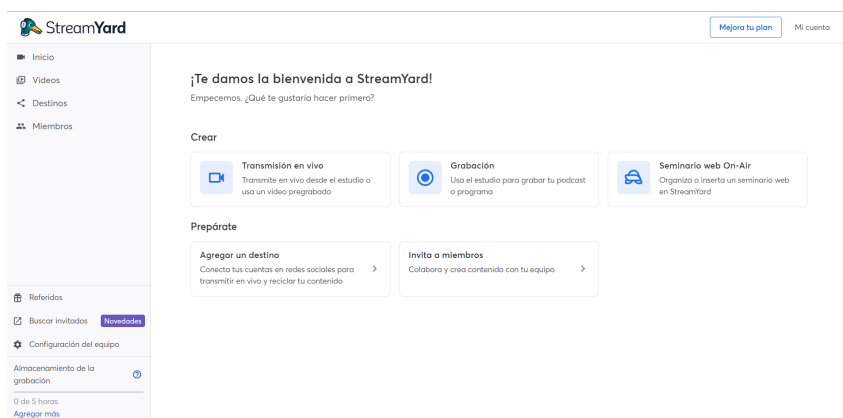 StreamYard
Mejora tu plan
Mi cuenta
Inicio
Videos
Destinos
Miembros
¡Te damos la bienvenida a StreamYard!
Empecemos. ¿Qué te gustaría hacer primero?
Crear
Transmisión en vivo
Transmite en vivo desde el estudio o
usa un video pregrabado
Grabación
Usa el estudio para grabar tu podcast
o programa
Seminario web On-Air
Organiza o inserta un seminario web
en StreamYard
Prepárate
Agregar un destino
Conecta tus cuentas en redes sociales para
transmitir en vivo y reciclar tu contenido
Invita a miembros
Colabora y crea contenido con tu equipo
Referidos
Buscar invitados
Novedades
Configuración del equipo
Almacenamiento de la
grabación
0 de 5 horas
Agregar más